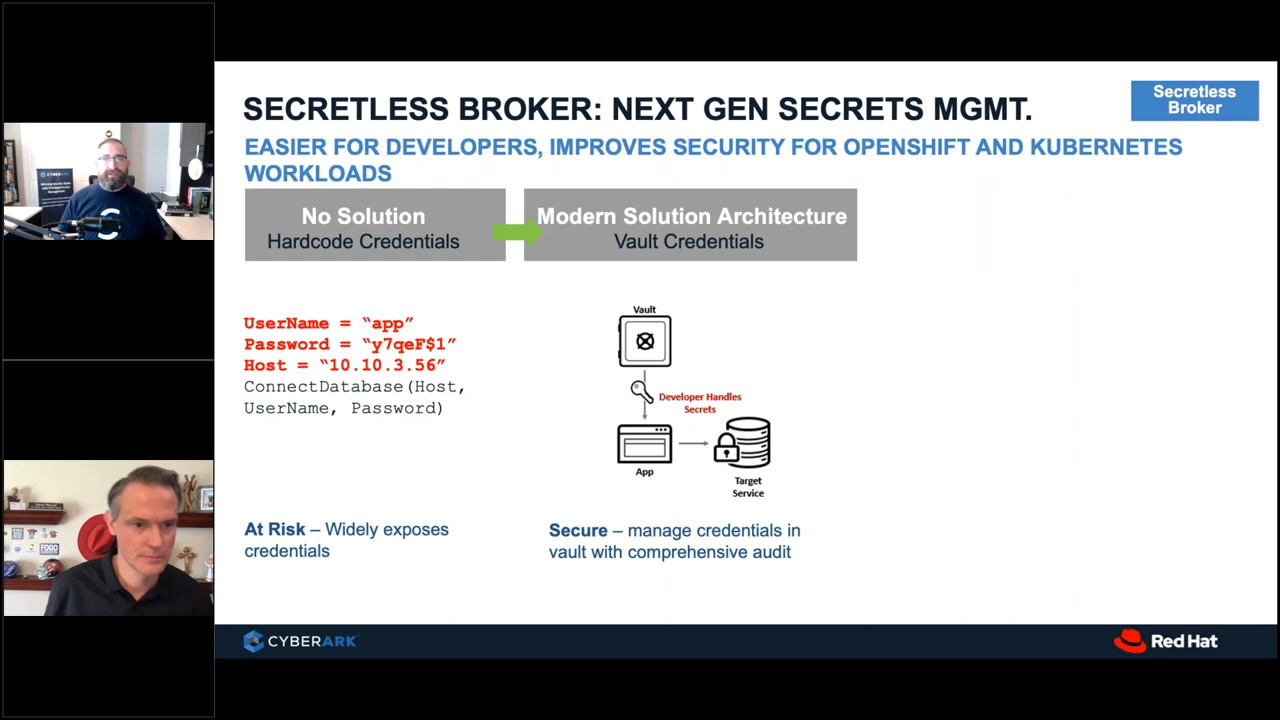 SECRETLESS BROKER: NEXT GEN SECRETS MGMT.
Secretless
Broker
EASIER FOR DEVELOPERS, IMPROVES SECURITY FOR OPENSHIFT AND KUBERNETES
WORKLOADS
No Solution
Hardcode Credentials
Modern Solution Architecture
Vault Credentials
UserName = “app”
Password = “y7qeF$1”
Host = “10.10.3.56”
ConnectDatabase(Host,
UserName, Password)
Vault
Developer Handles
Secrets
App
Target
Service
At Risk – Widely exposes
credentials
Secure – manage credentials in
vault with comprehensive audit
CYBERARK
Red Hat
CYBERARK
FOGO